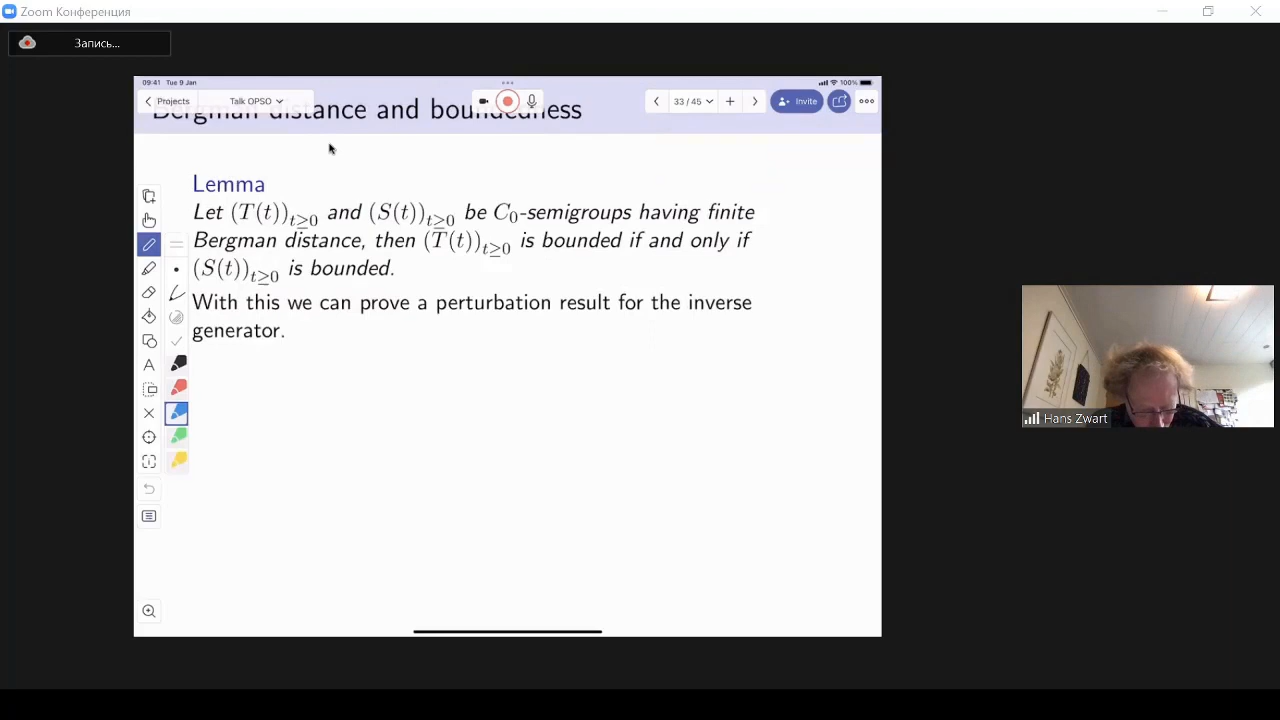 Zoom Конференция
Запись...
09:41 Tue 9 Jan
100%
Projects
Talk OPSO
33 / 45
Invite
Bergman distance and boundedness
Lemma
Let (T(t))t≥0 and (S(t))t≥0 be C0-semigroups having finite
Bergman distance, then (T(t))t≥0 is bounded if and only if
(S(t))t≥0 is bounded.
With this we can prove a perturbation result for the inverse
generator.
Hans Zwart